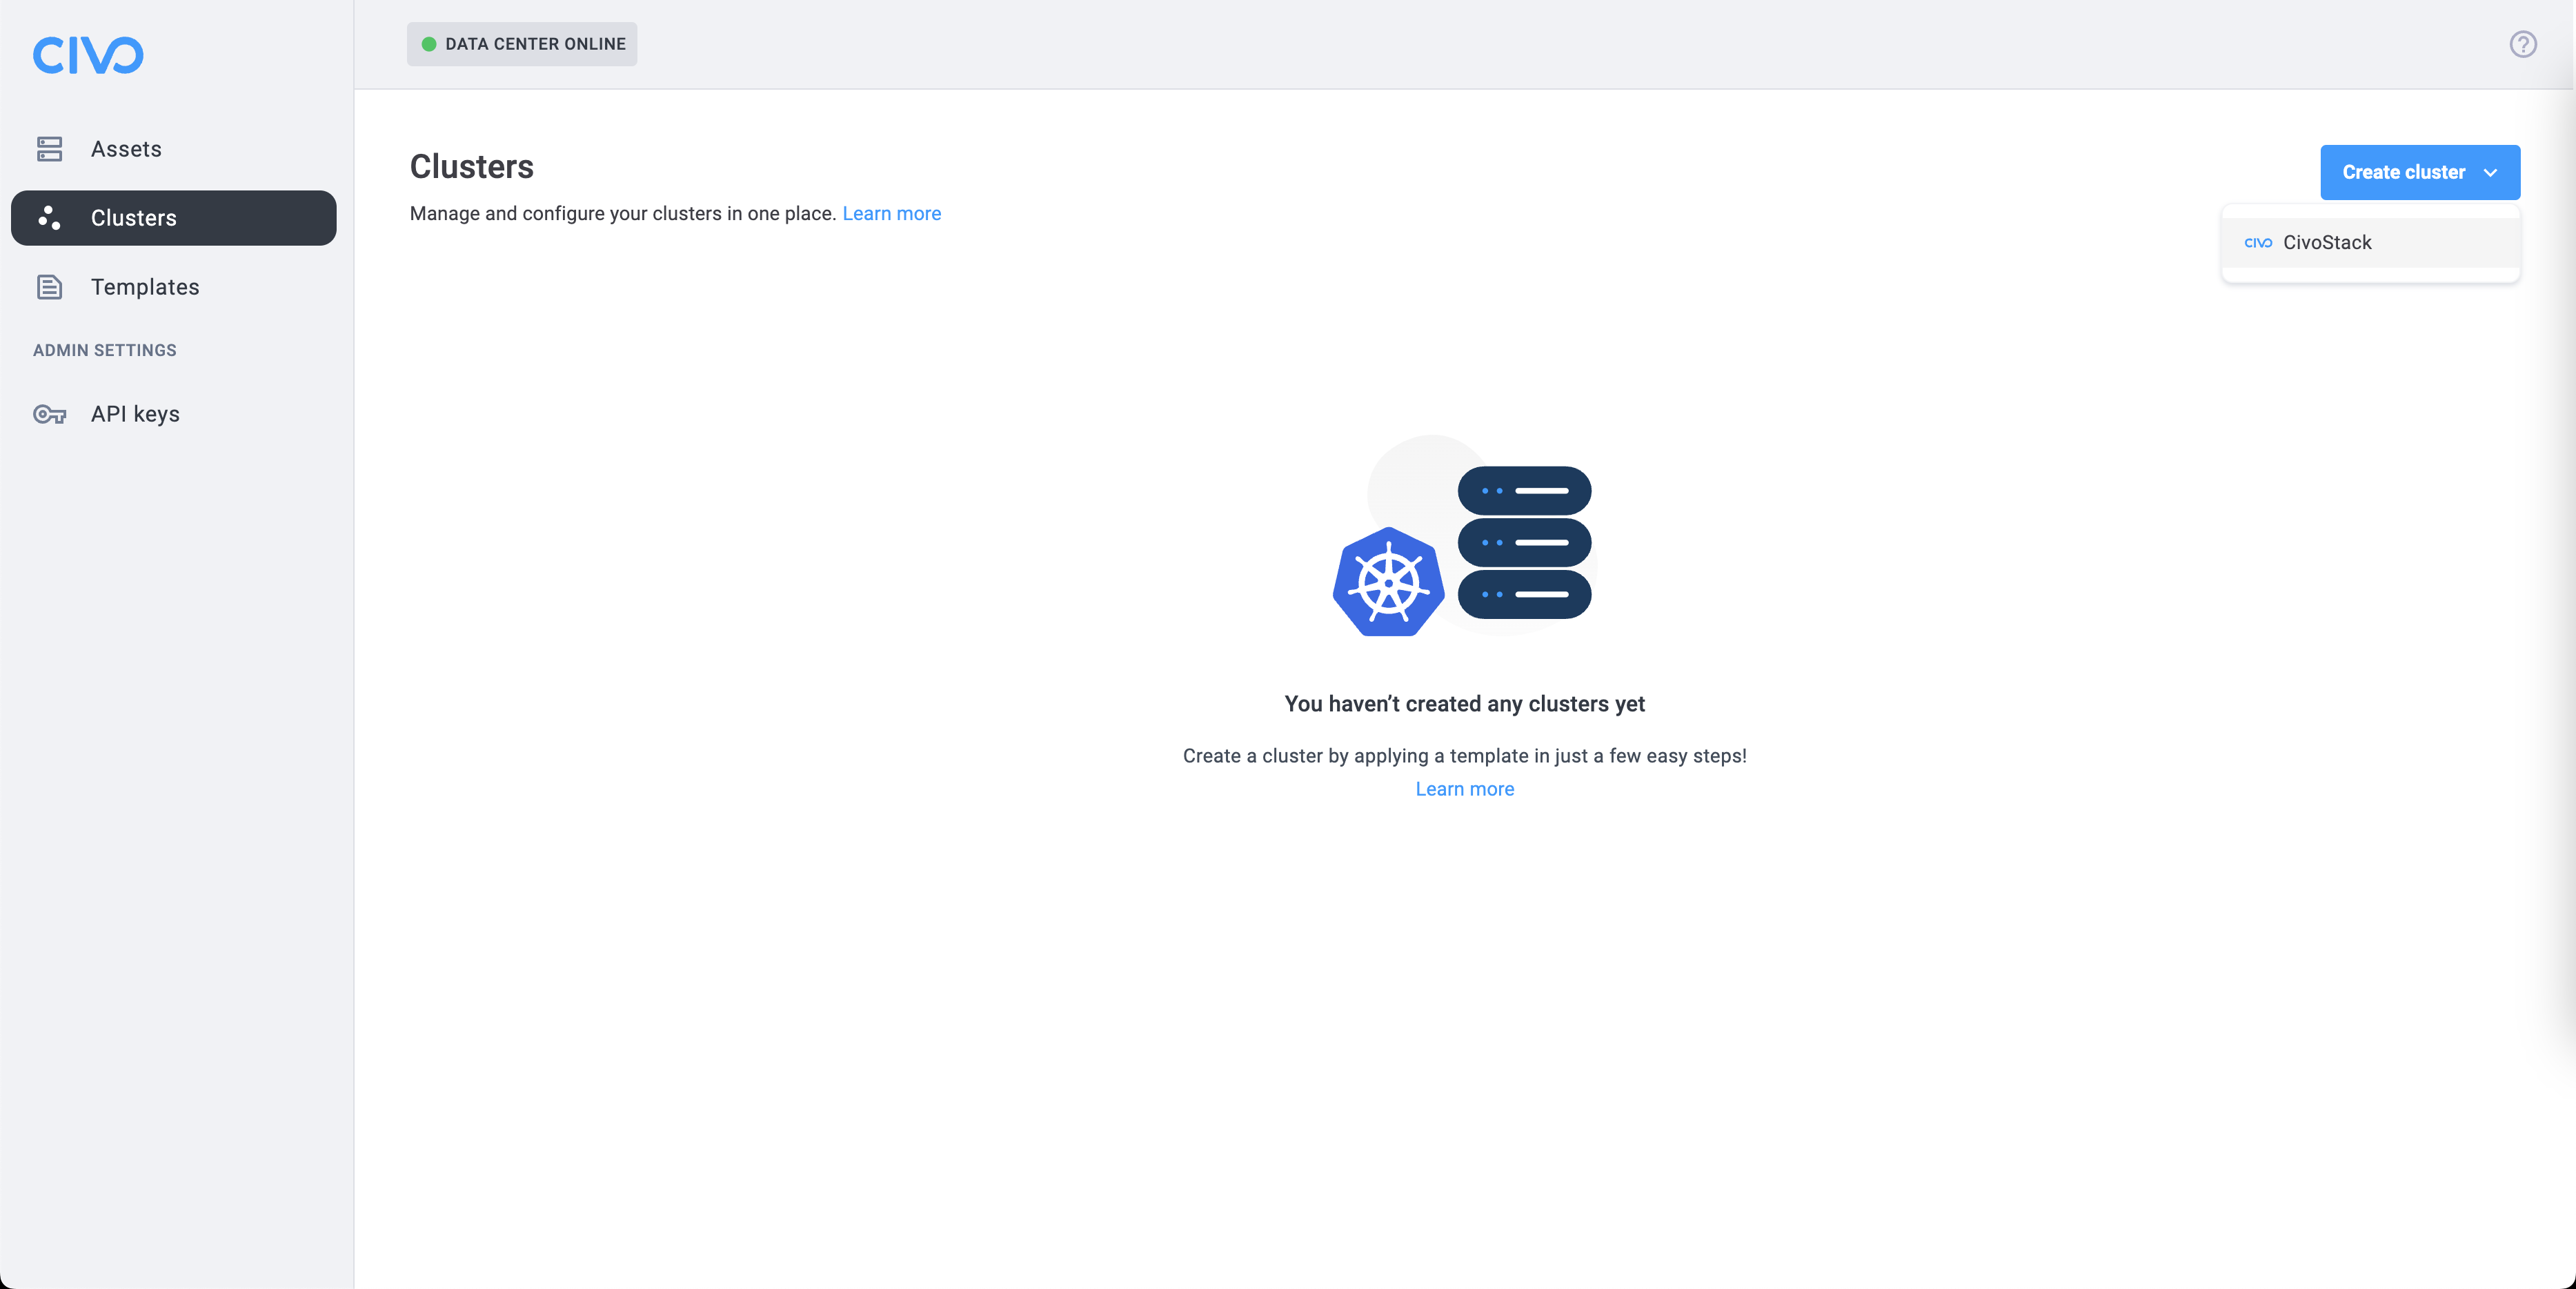 CIVO
DATA CENTER ONLINE
?
Assets
Clusters
Templates
ADMIN SETTINGS
API keys
Clusters
Manage and configure your clusters in one place. Learn more
Create cluster
CIVO CivoStack
You haven’t created any clusters yet
Create a cluster by applying a template in just a few easy steps!
Learn more